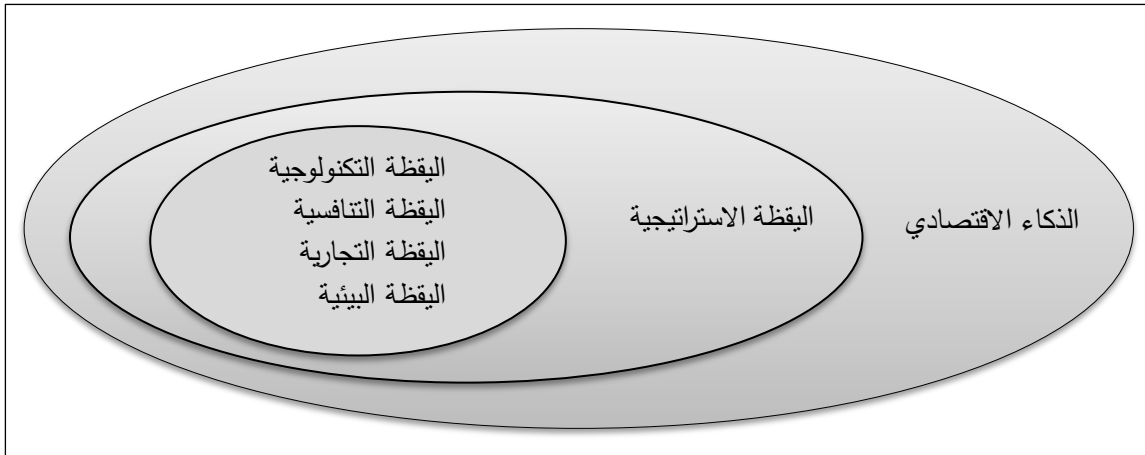 اليقظة التكنولوجية
اليقظة التنافسية
اليقظة التجارية
اليقظة البيئية
اليقظة الاستراتيجية
الذكاء الاقتصادي